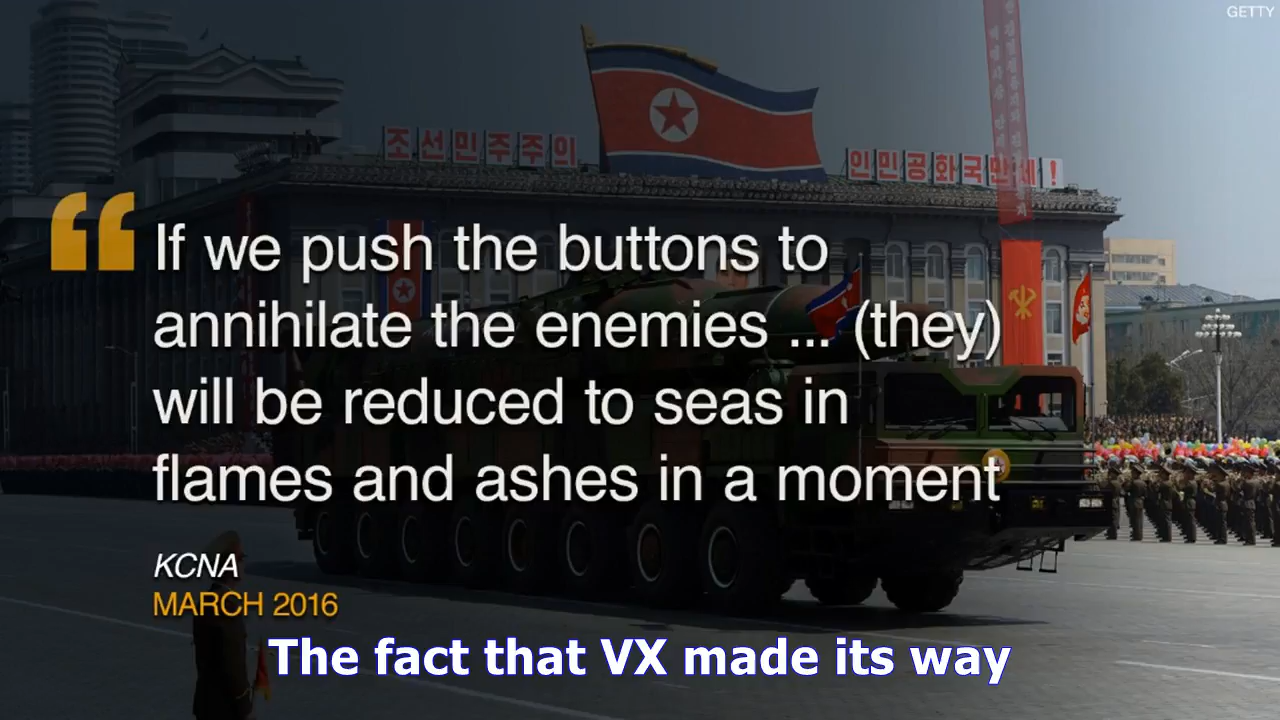 GETTY
조선민주주의
인민공화국만세!
“
If we push the buttons to
annihilate the enemies ... (they)
will be reduced to seas in
flames and ashes in a moment
KCNA
MARCH 2016
The fact that VX made its way